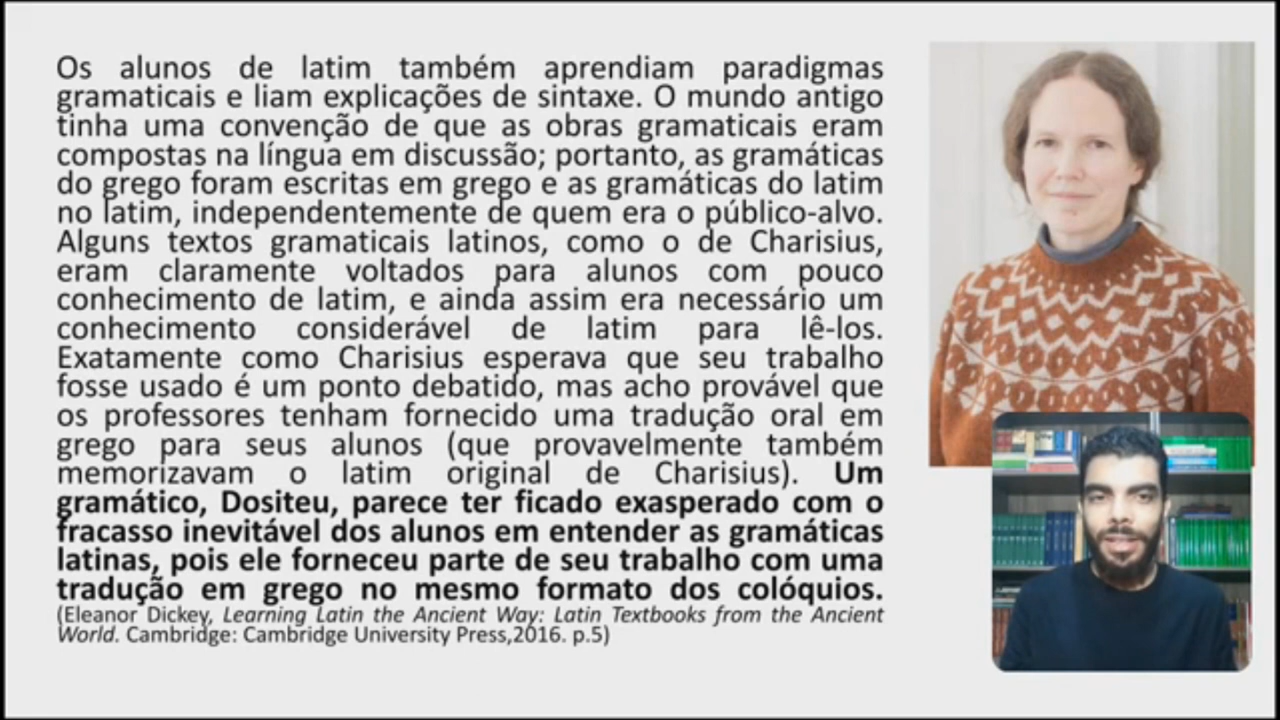 Os alunos de latim também aprendiam paradigmas
gramaticais e liam explicações de sintaxe. O mundo antigo
tinha uma convenção de que as obras gramaticais eram
compostas na língua em discussão; portanto, as gramáticas
do grego foram escritas em grego e as gramáticas do latim
no latim, independentemente de quem era o público-alvo.
Alguns textos gramaticais latinos, como o de Charisius,
eram claramente voltados para alunos com pouco
conhecimento de latim, e ainda assim era necessário um
conhecimento considerável de latim para lê-los.
Exatamente como Charisius esperava que seu trabalho
fosse usado é um ponto debatido, mas acho provável que
os professores tenham fornecido uma tradução oral em
grego para seus alunos (que provavelmente também
memorizavam o latim original de Charisius). Um
gramático, Dositeu, parece ter ficado exasperado com o
fracasso inevitável dos alunos em entender as gramáticas
latinas, pois ele forneceu parte de seu trabalho com uma
tradução em grego no mesmo formato dos colóquios.
(Eleanor Dickey, Learning Latin the Ancient Way: Latin Textbooks from the Ancient
World. Cambridge: Cambridge University Press,2016. p.5)